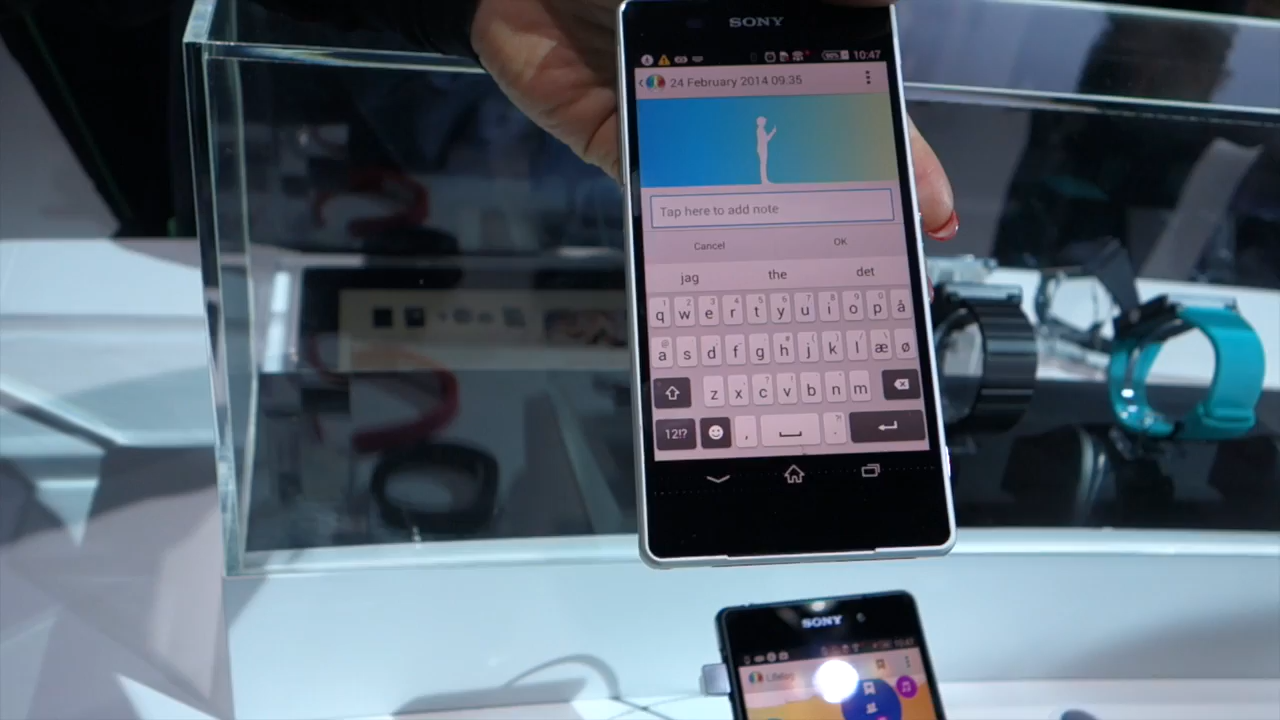 SONY
10:47
24 February 2014 09:35
Tap here to add note
Cancel OK
jag the det
q w e r t y u i o p å
a s d f g h j k l æ ø
z x c v b n m
12!? , .
SONY
Lifelog